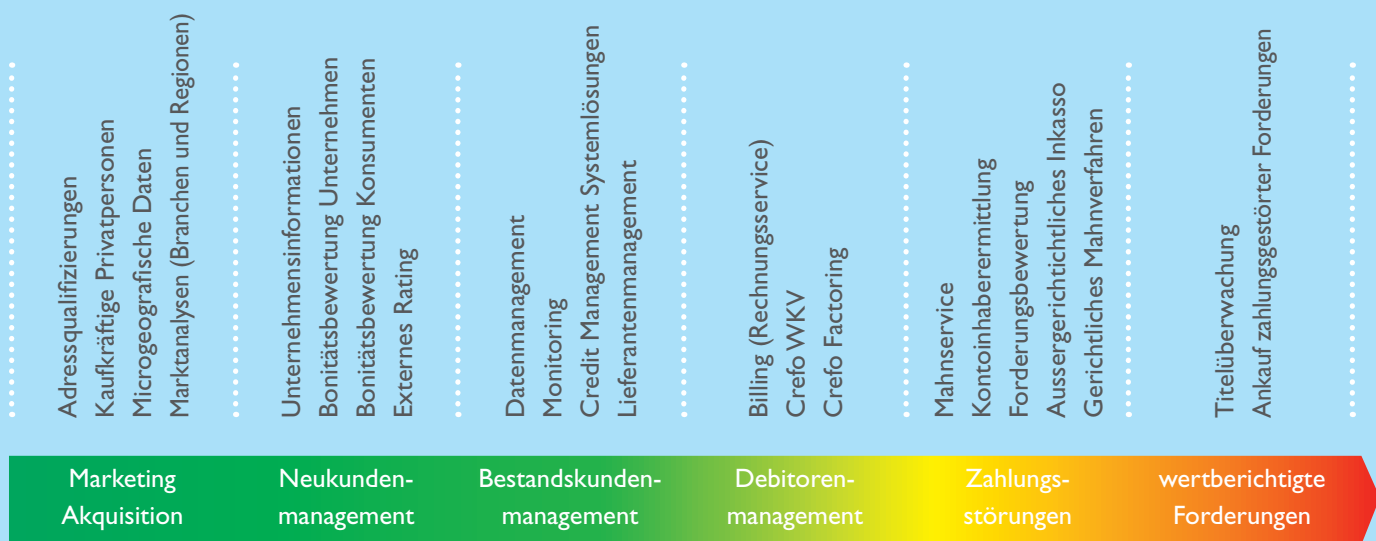 Adressqualifizierungen
Kaufkräftige Privatpersonen
Microgeografische Daten
Marktanalysen (Branchen und Regionen)
Unternehmensinformationen
Bonitätsbewertung Unternehmen
Bonitätsbewertung Konsumenten
Externes Rating
Datenmanagement
Monitoring
Credit Management Systemlösungen
Lieferantenmanagement
Billing (Rechnungsservice)
Crefo WKV
Crefo Factoring
Mahnservice
Kontoinhaberermittlung
Forderungsbewertung
Aussergerichtichtliches Inkasso
Gerichtliches Mahnverfahren
Titelüberwachung
Ankauf zahlungsgestörter Forderungen
Marketing
Akquisition
Neukunden-
management
Bestandskunden-
management
Debitoren-
management
Zahlungs-
störungen
wertberichtigte
Forderungen